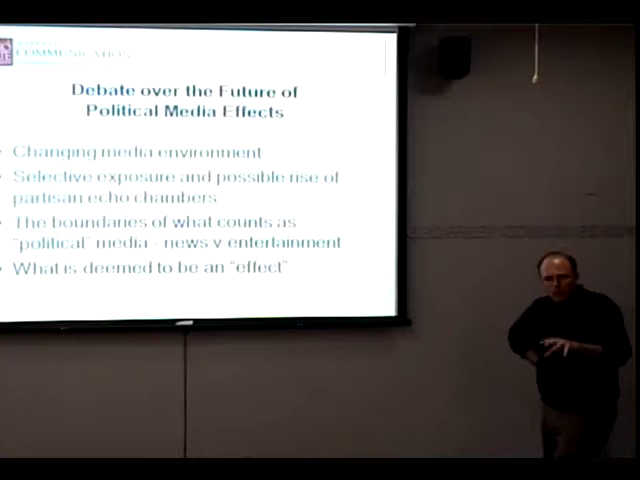 COMMUNICATION
Debate over the Future of
Political Media Effects
Changing media environment
Selective exposure and possible rise of
partisan echo chambers
The boundaries of what counts as
"political" media - news v entertainment
What is deemed to be an "effect"